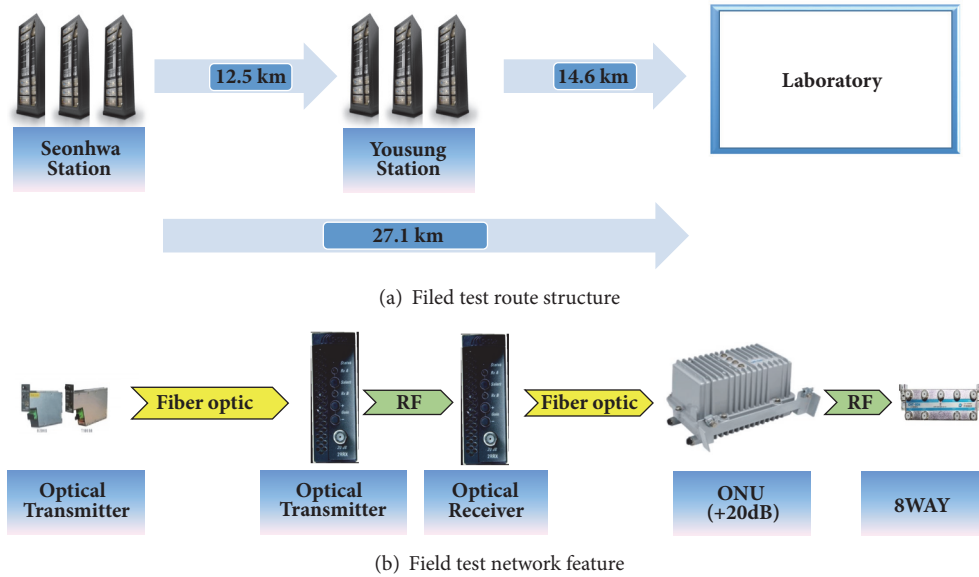 12.5 km
14.6 km
Laboratory
Seonhwa
Station
Yousung
Station
27.1 km
(a) Filed test route structure
Fiber optic
RF
Fiber optic
RF
Optical
Transmitter
Optical
Transmitter
Optical
Receiver
ONU
(+20dB)
8WAY
(b) Field test network feature